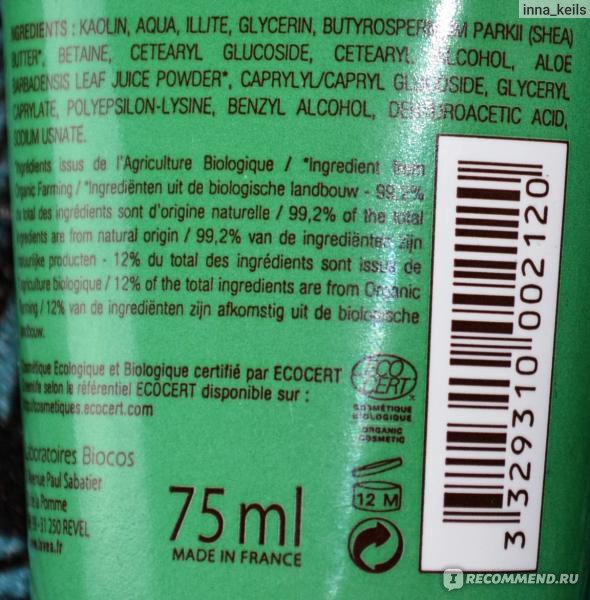 inna_keils
INGREDIENTS : KAOLIN, AQUA, ILLITE, GLYCERIN, PARKII (SHEA)
BUTTER*, BETAINE, CETEARYL GLUCOSIDE, CETEARYL ALCOHOL, ALOE
BARBADENSIS LEAF JUICE POWDER*, CAPRYLYL/CAPRYL GLUCOSIDE, GLYCERYL
CAPRYLATE, POLYEPSILON-LYSINE, BENZYL ALCOHOL, ACID,
SODIUM USNATE.
*Ingrédients issus de l'Agriculture Biologique / *Ingredient from
Organic Farming / *Ingrediënten uit de biologische landbouw - 99,2%
du total des ingrédients sont d'origine naturelle / 99,2% of the total
ingredients are from natural origin / 99,2% van de ingrediënten zijn
natuurlijke producten - 12% du total des ingrédients sont issus de
l'agriculture biologique / 12% of the total ingredients are from Organic
Farming / 12% van de ingrediënten zijn afkomstig uit de biologische
landbouw.
Cosmétique Ecologique et Biologique certifié par ECOCERT
Greenlife selon le référentiel ECOCERT disponible sur :
http://cosmetiques.ecocert.com
ECO
CERT
COSMÉTIQUE
BIOLOGIQUE
ORGANIC
COSMETIC
Laboratoires Biocos
Avenue Paul Sabatier
de la Pomme
31 250 REVEL
12 M
75 ml
MADE IN FRANCE
3 329310 002120
IRECOMMEND.RU